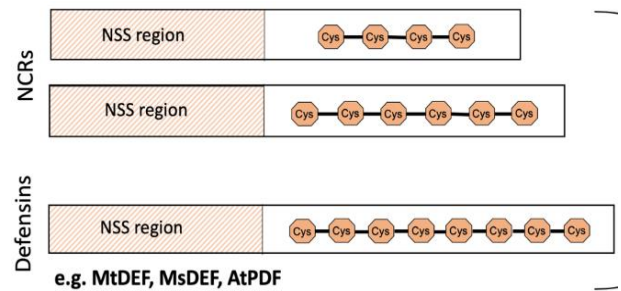 NCRs
NSS region
Cys Cys Cys Cys
NSS region
Cys Cys Cys Cys Cys Cys
Defensins
NSS region
Cys Cys Cys Cys Cys Cys Cys Cys
e.g. MtDEF, MsDEF, AtPDF